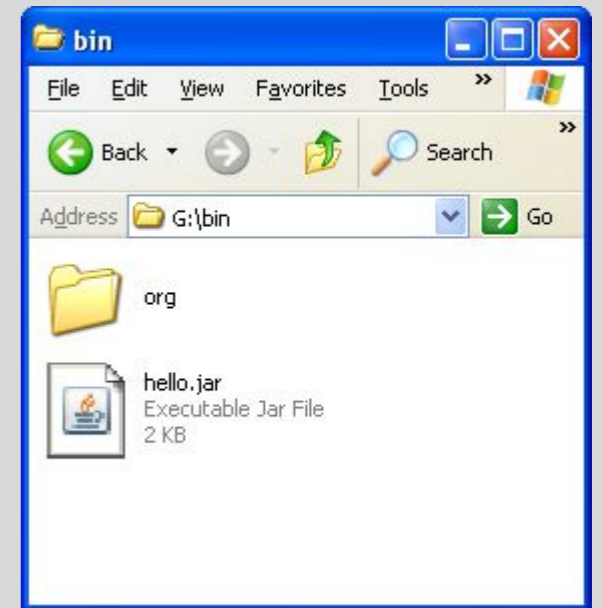 bin
File Edit View Favorites Tools »
Back Search »
Address G:\bin Go
org
hello.jar
Executable Jar File
2 KB